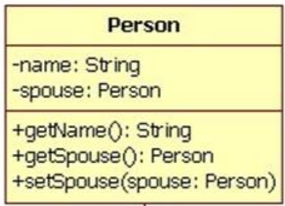 Person
-name: String
-spouse: Person
+getName(): String
+getSpouse(): Person
+setSpouse(spouse: Person)